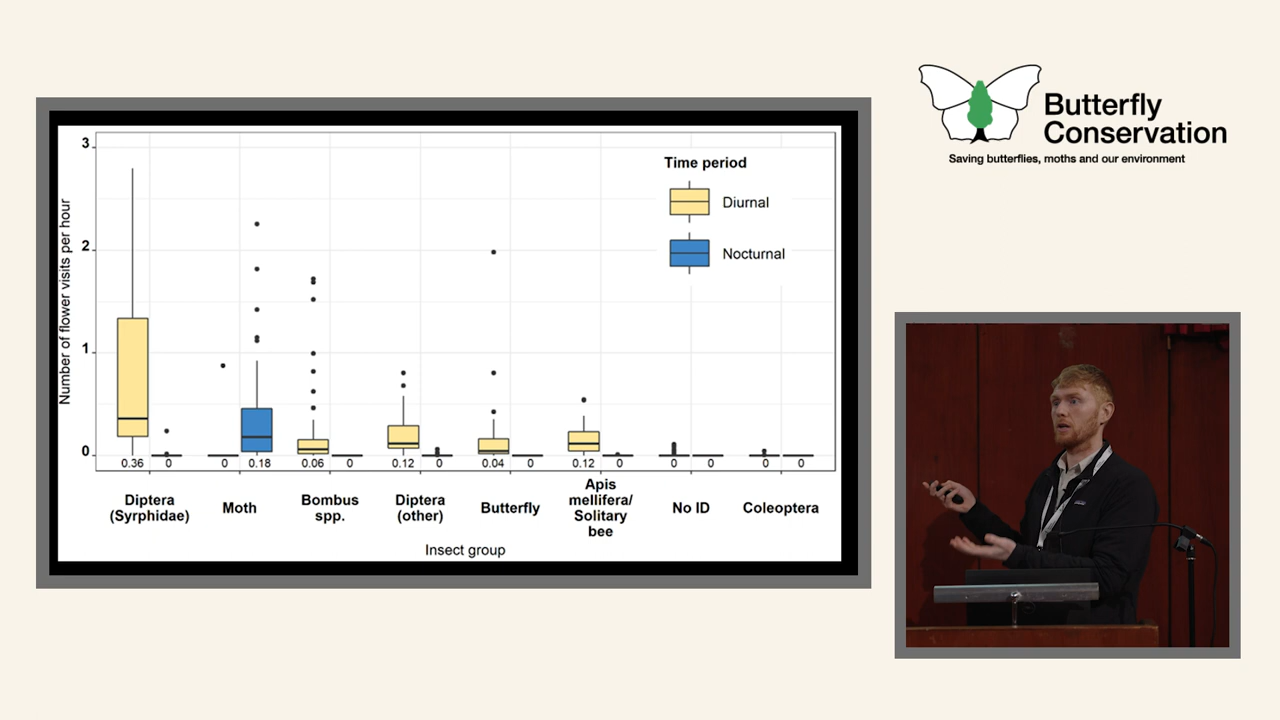 Butterfly
Conservation
Saving butterflies, moths and our environment
Number of flower visits per hour
3
2
1
0
Time period
Diurnal
Nocturnal
0.36 0 0 0.18 0.06 0 0.12 0 0.04 0 0.12 0 0 0 0 0
Diptera
(Syrphidae)
Moth
Bombus
spp.
Diptera
(other)
Butterfly
Apis
mellifera/
Solitary
bee
No ID
Coleoptera
Insect group